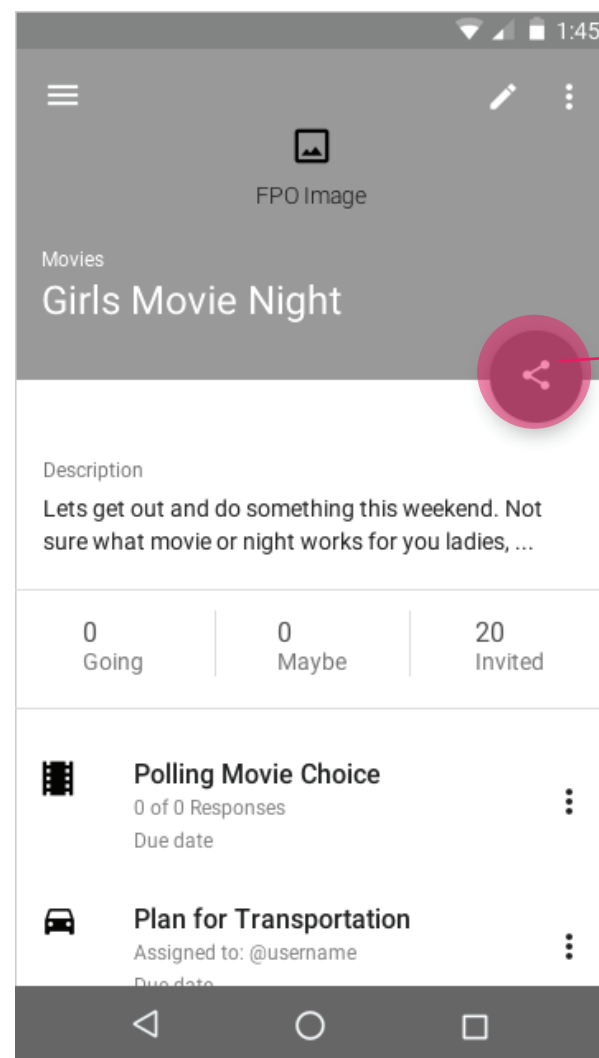 1:45
FPO Image
Movies
Girls Movie Night
Description
Lets get out and do something this weekend. Not
sure what movie or night works for you ladies, ...
0
Going
0
Maybe
20
Invited
Polling Movie Choice
0 of 0 Responses
Due date
Plan for Transportation
Assigned to: @username
Due date